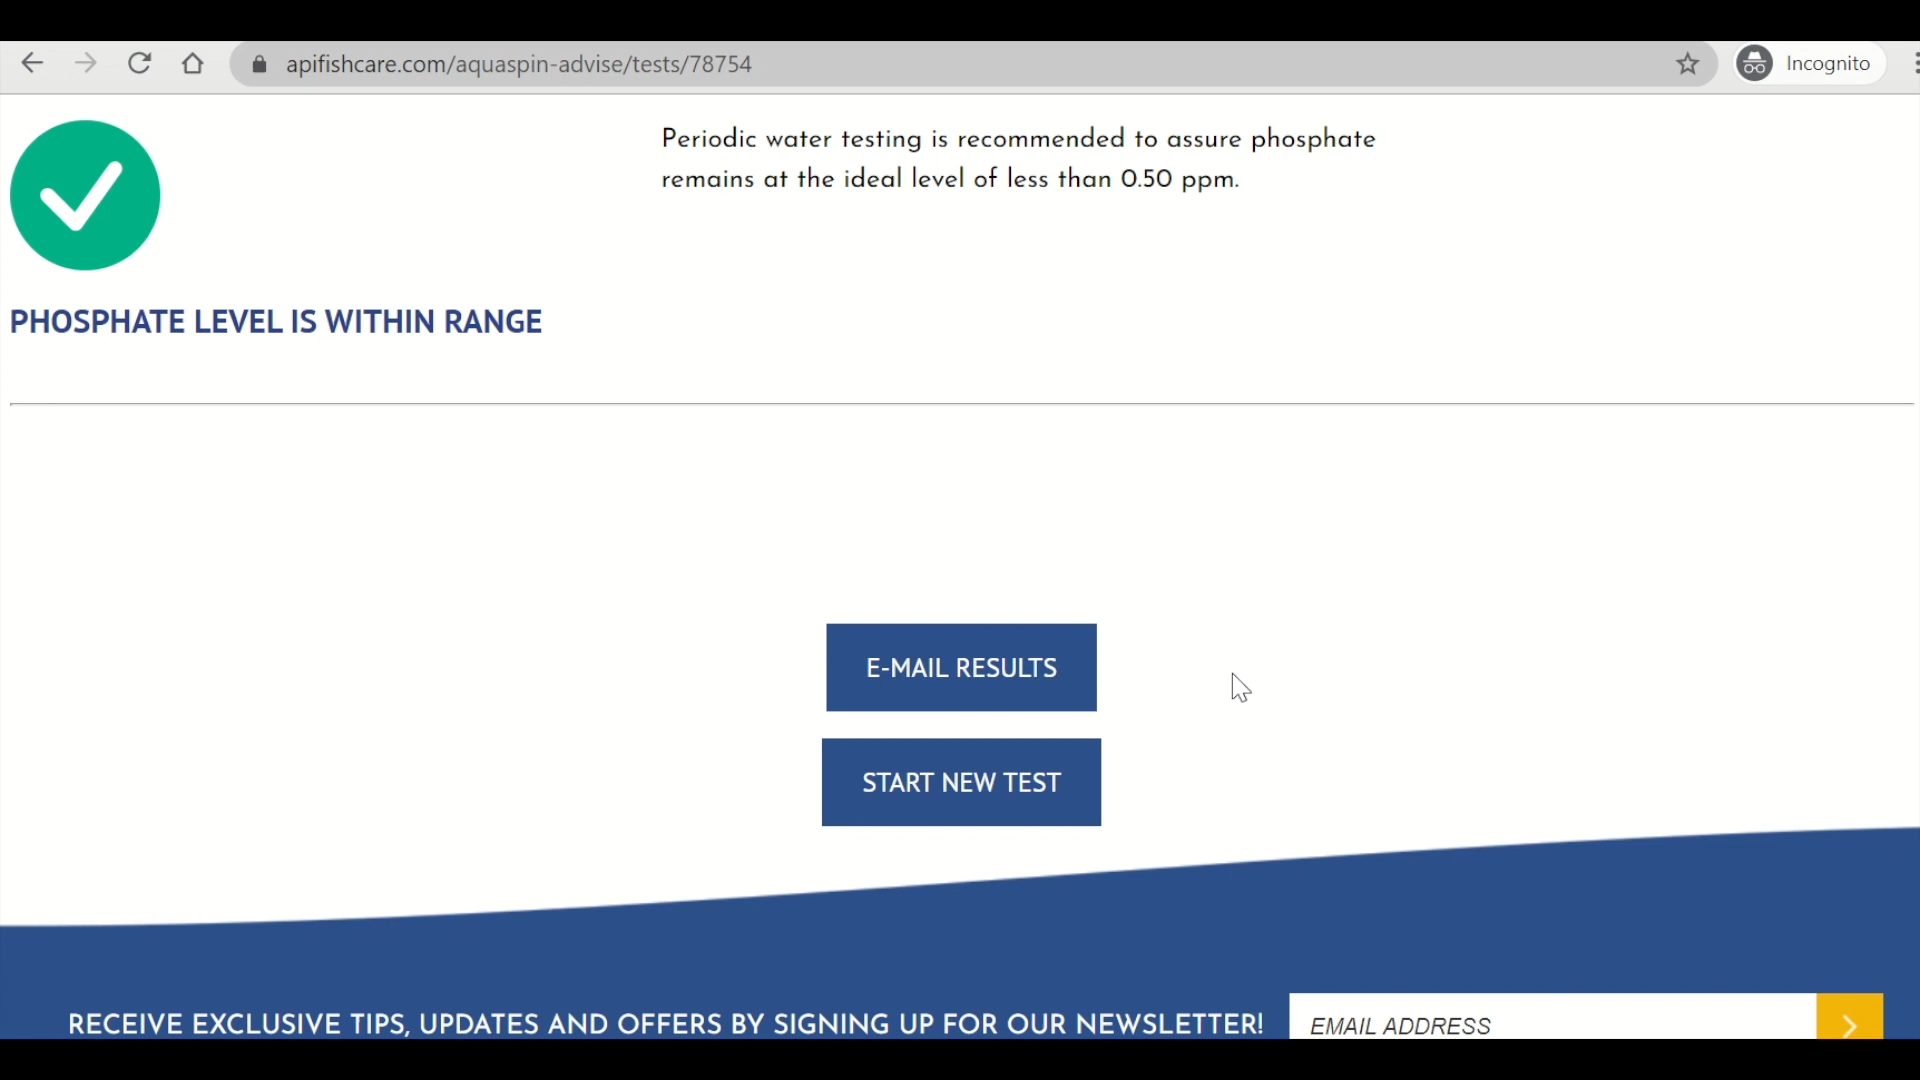 apifishcare.com/aquaspin-advise/tests/78754
Incognito
Periodic water testing is recommended to assure phosphate
remains at the ideal level of less than 0.50 ppm.
PHOSPHATE LEVEL IS WITHIN RANGE
E-MAIL RESULTS
START NEW TEST
RECEIVE EXCLUSIVE TIPS, UPDATES AND OFFERS BY SIGNING UP FOR OUR NEWSLETTER!
EMAIL ADDRESS